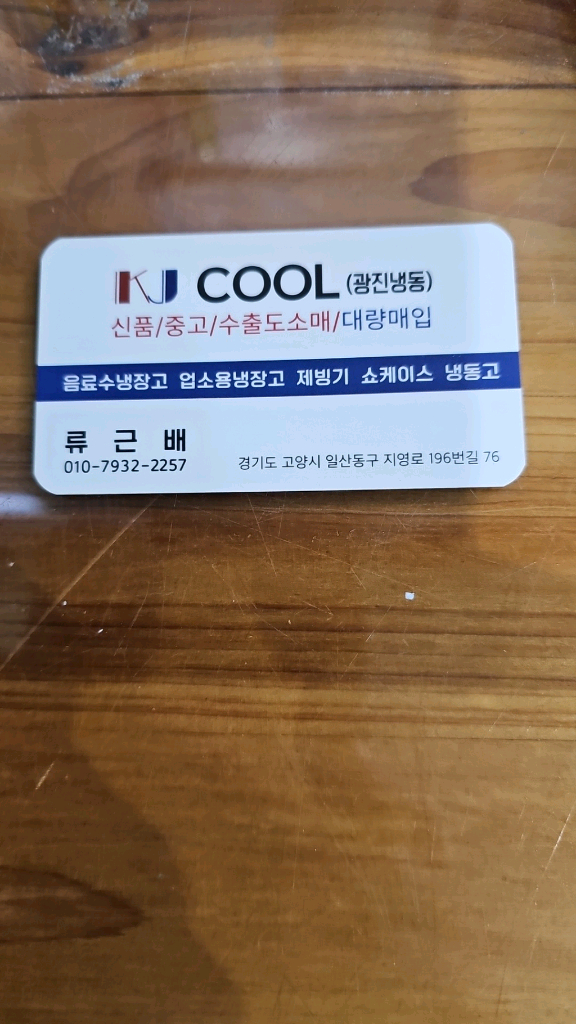 KJ COOL (광진냉동)
신품/중고/수출도소매/대량매입
음료수냉장고 업소용냉장고 제빙기 쇼케이스 냉동고
류근배
010-7932-2257
경기도 고양시 일산동구 지영로 196번길 76